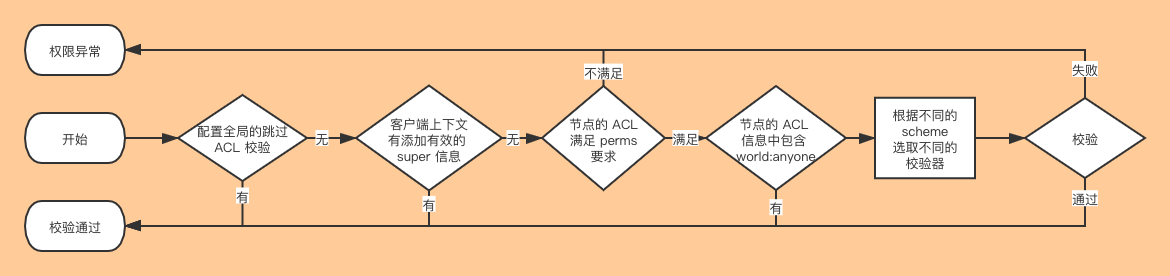 权限异常
不满足
失败
开始
配置全局的跳过
ACL 校验
无
客户端上下文
有添加有效的
super 信息
无
节点的 ACL
满足 perms
要求
满足
节点的 ACL
信息中包含
world:anyone
根据不同的
scheme
选取不同的
校验器
校验
有
有
有
通过
校验通过